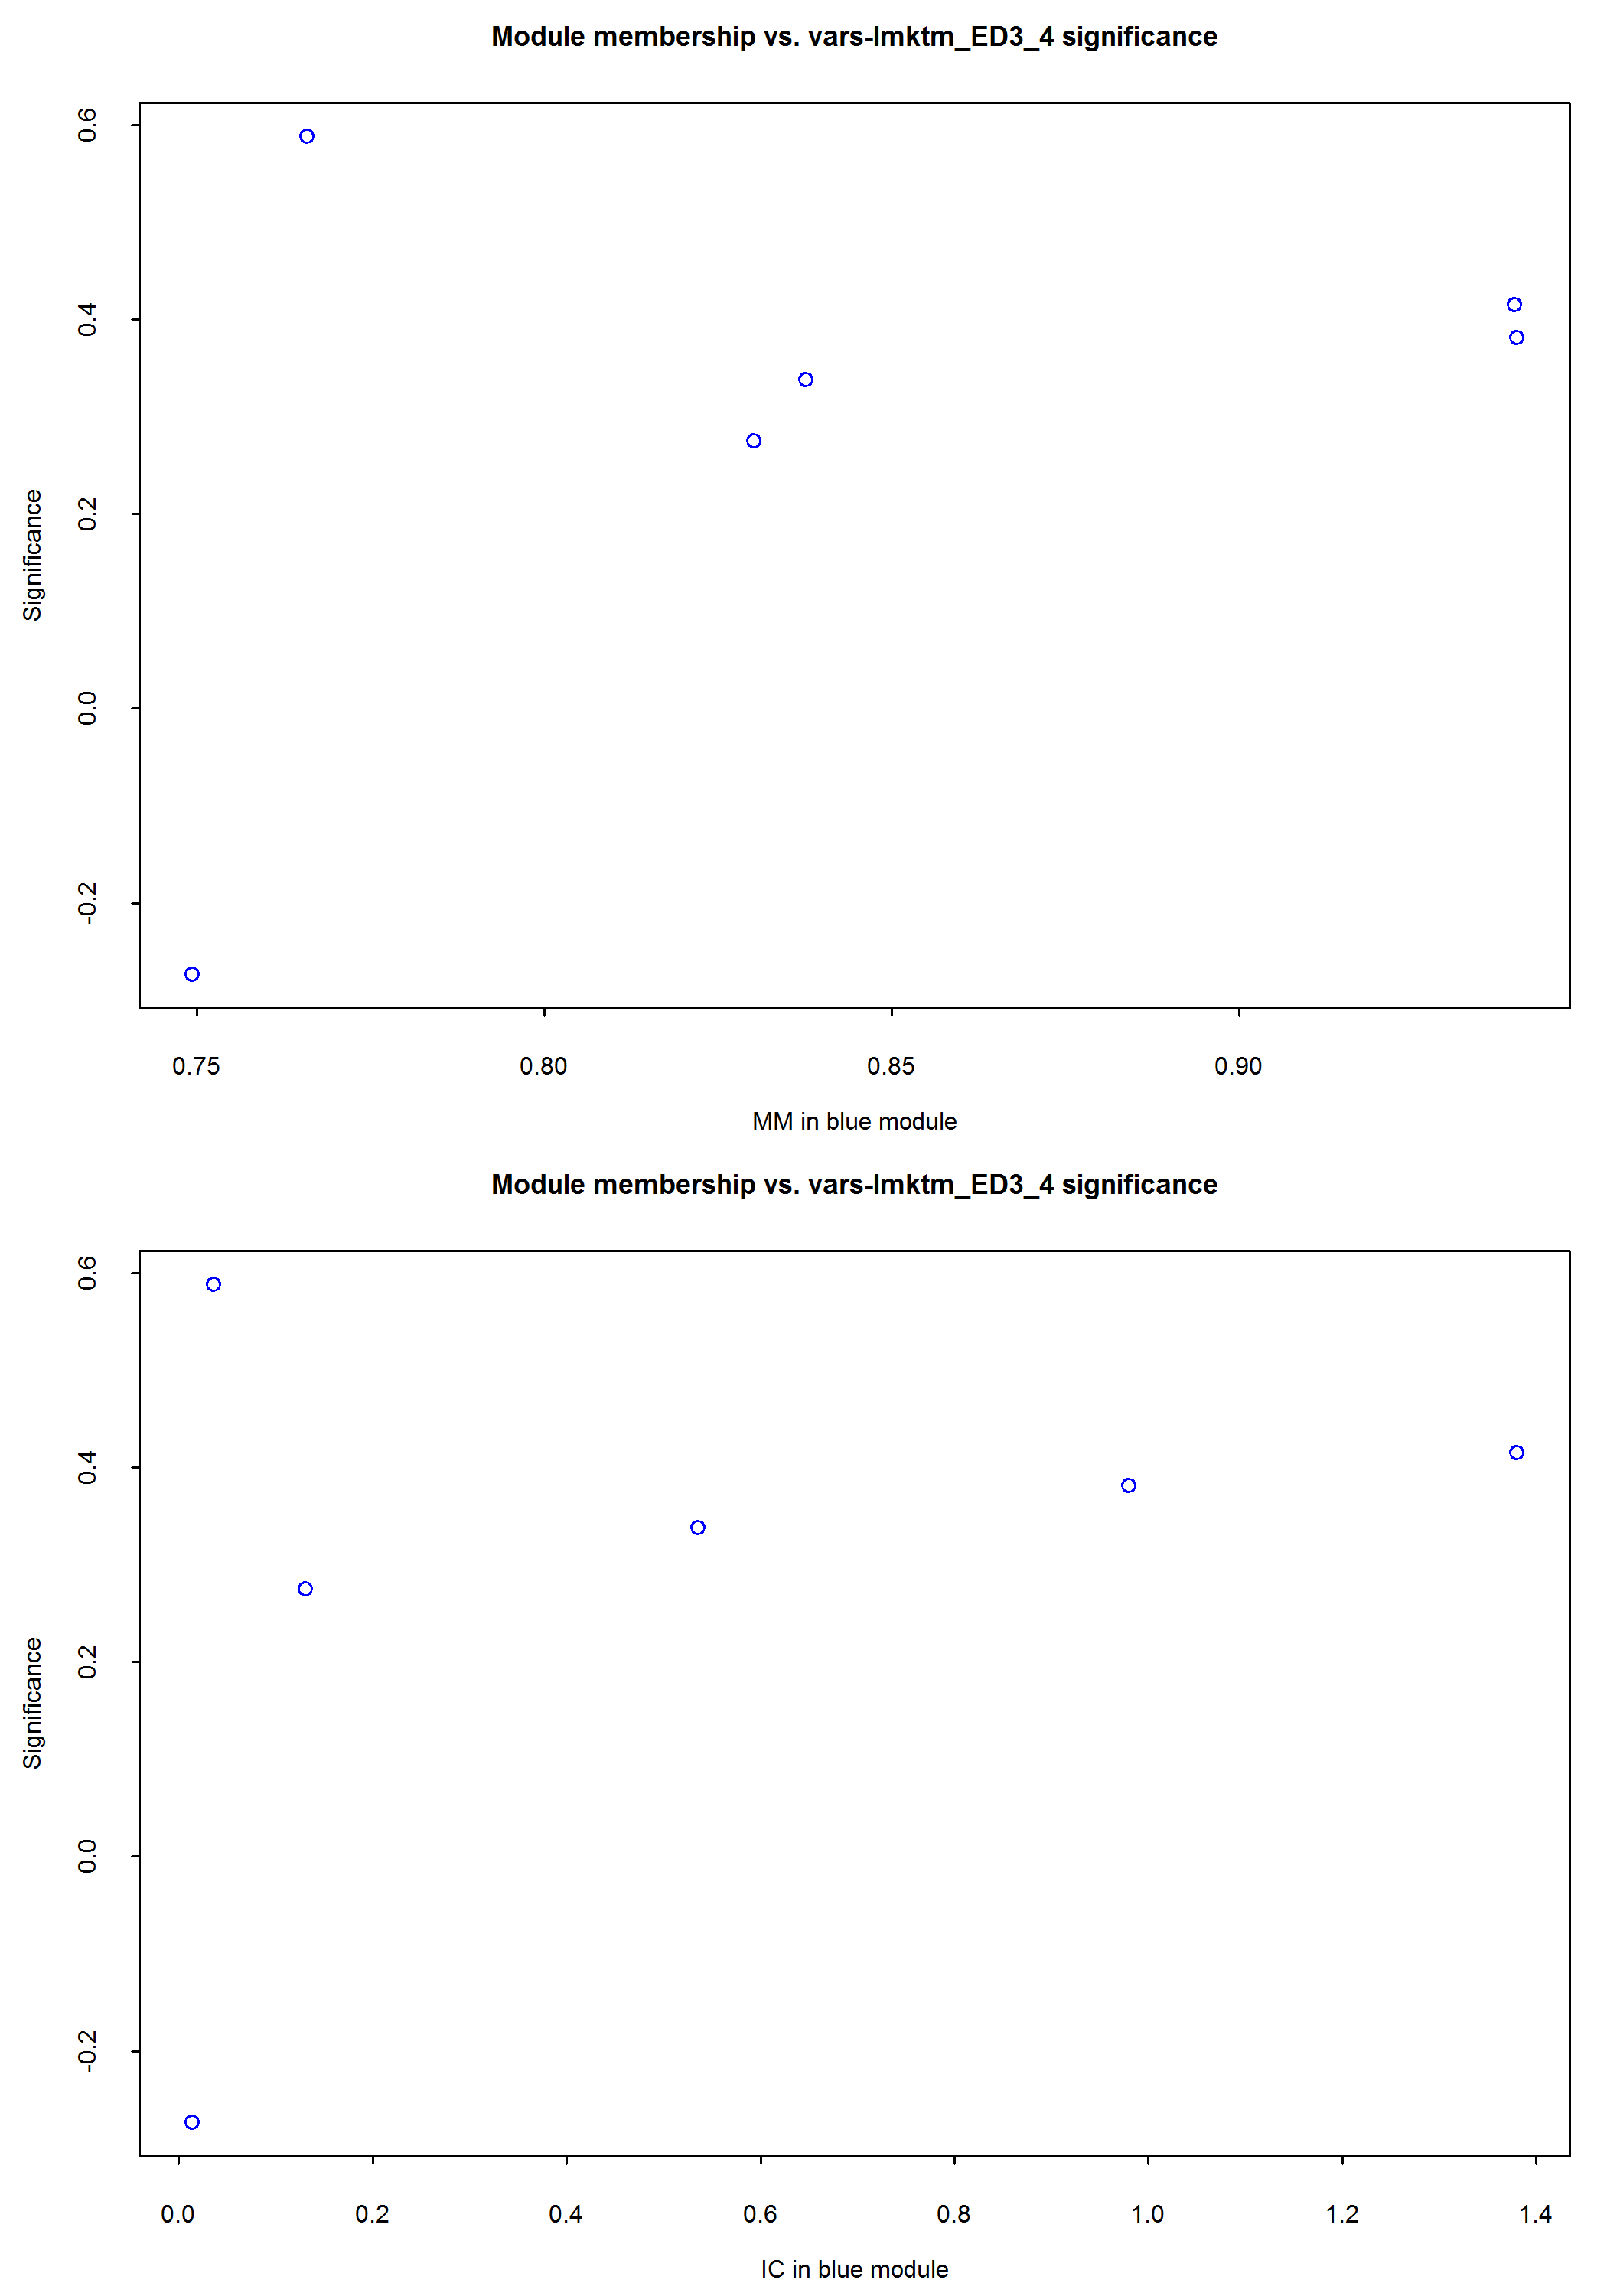 Module membership vs. vars-lmktm_ED3_4 significance
0.6
0.4
0.2
0.0
-0.2
Significance
0.75 0.80 0.85 0.90
MM in blue module
Module membership vs. vars-lmktm_ED3_4 significance
0.6
0.4
0.2
0.0
-0.2
Significance
0.0 0.2 0.4 0.6 0.8 1.0 1.2 1.4
IC in blue module